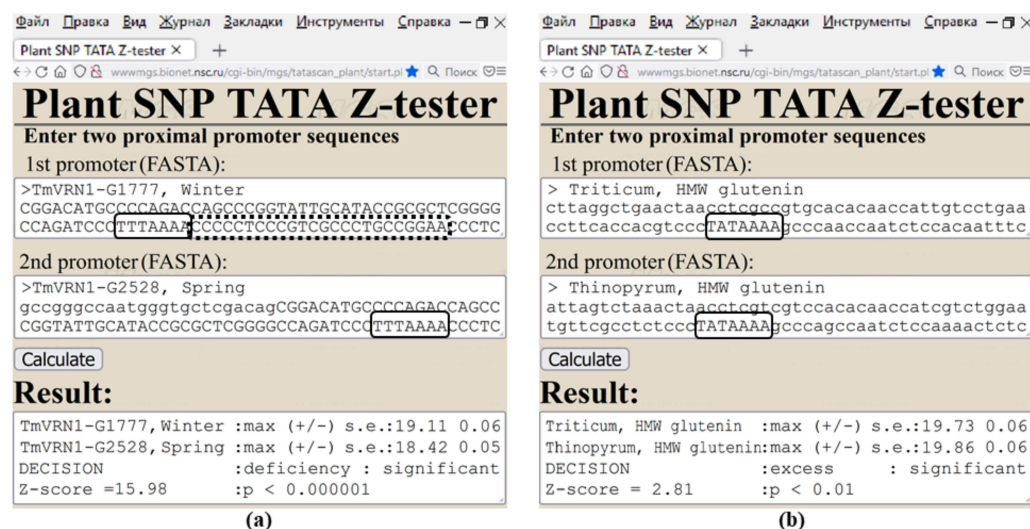 Файл Правка Вид Журнал Закладки Инструменты Справка
Plant SNP TATA Z-tester × +
wwwmgs.bionet.nsc.ru/cgi-bin/mgs/tatascan_plant/start.pl Поиск
Plant SNP TATA Z-tester
Enter two proximal promoter sequences
1st promoter (FASTA):
>TmVRN1-G1777, Winter
CGGACATGCCCCAGACCAGCCCGGTATTGCATACCGCGCTCGGGG
CCAGATCCCTTTAAAACCCCCTCCCGTCGCCCTGCCGGAACCCTC
2nd promoter (FASTA):
>TmVRN1-G2528, Spring
gccgggccaatgggtgctcgacagCGGACATGCCCCAGACCAGCC
CGGTATTGCATACCGCGCTCGGGGCCAGATCCCTTTAAAACCCTC
Calculate
Result:
TmVRN1-G1777,Winter :max (+/-) s.e.:19.11 0.06
TmVRN1-G2528,Spring :max (+/-) s.e.:18.42 0.05
DECISION :deficiency : significant
Z-score =15.98 :p < 0.000001
(a)
Файл Правка Вид Журнал Закладки Инструменты Справка
Plant SNP TATA Z-tester × +
wwwmgs.bionet.nsc.ru/cgi-bin/mgs/tatascan_plant/start.pl Поиск
Plant SNP TATA Z-tester
Enter two proximal promoter sequences
1st promoter (FASTA):
> Triticum, HMW glutenin
cttaggctgaactaacctcgccgtgcacacaaccattgtcctgaa
ccttcaccacgtcccTATAAAAgcccaaccaatctccacaatttc
2nd promoter (FASTA):
> Thinopyrum, HMW glutenin
attagtctaaactaacctcgtcgtccacacaaccatcgtctggaa
tgttcgcctctcccTATAAAAgcccagccaatctccaaaactctc
Calculate
Result:
Triticum, HMW glutenin :max (+/-) s.e.:19.73 0.06
Thinopyrum, HMW glutenin:max (+/-) s.e.:19.86 0.06
DECISION :excess : significant
Z-score = 2.81 :p < 0.01
(b)